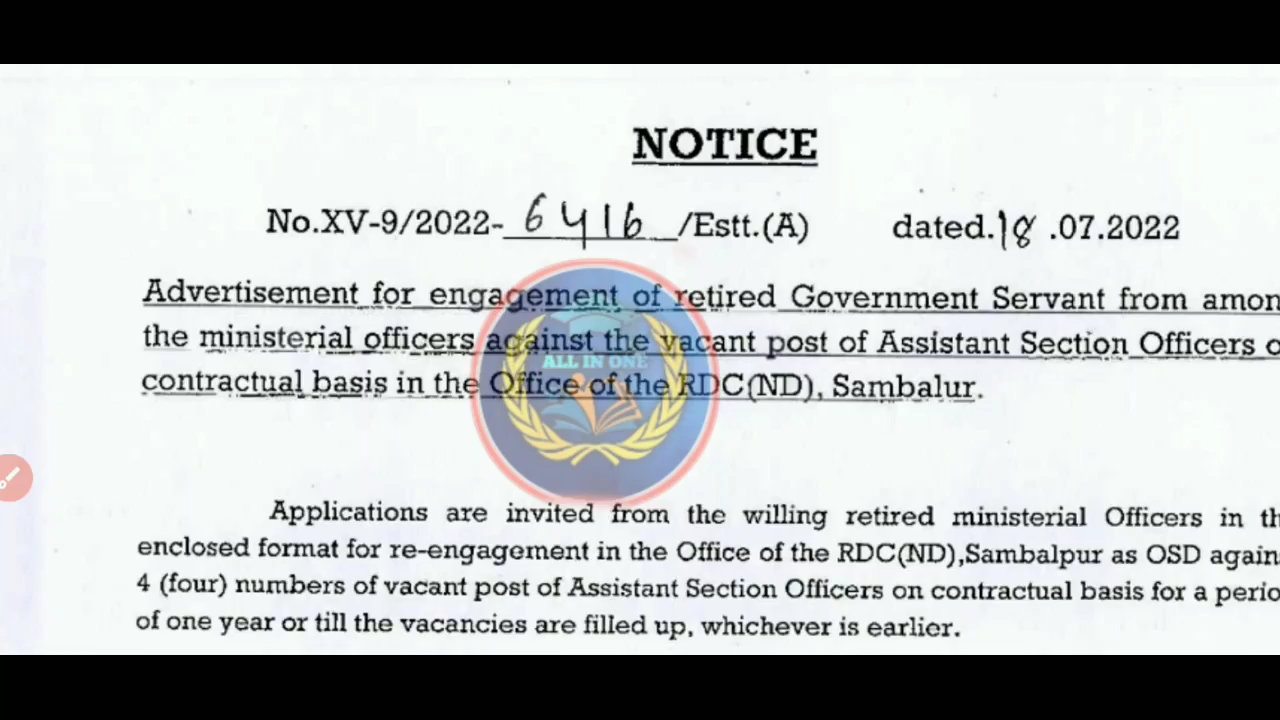 NOTICE
No.XV-9/2022- 6416 /Estt.(A) dated.18 .07.2022
Advertisement for engagement of retired Government Servant from amon
the ministerial officers against the vacant post of Assistant Section Officers o
contractual basis in the Office of the RDC(ND), Sambalur.
ALL IN ONE
Applications are invited from the willing retired ministerial Officers in th
enclosed format for re-engagement in the Office of the RDC(ND),Sambalpur as OSD agains
4 (four) numbers of vacant post of Assistant Section Officers on contractual basis for a perio
of one year or till the vacancies are filled up, whichever is earlier.